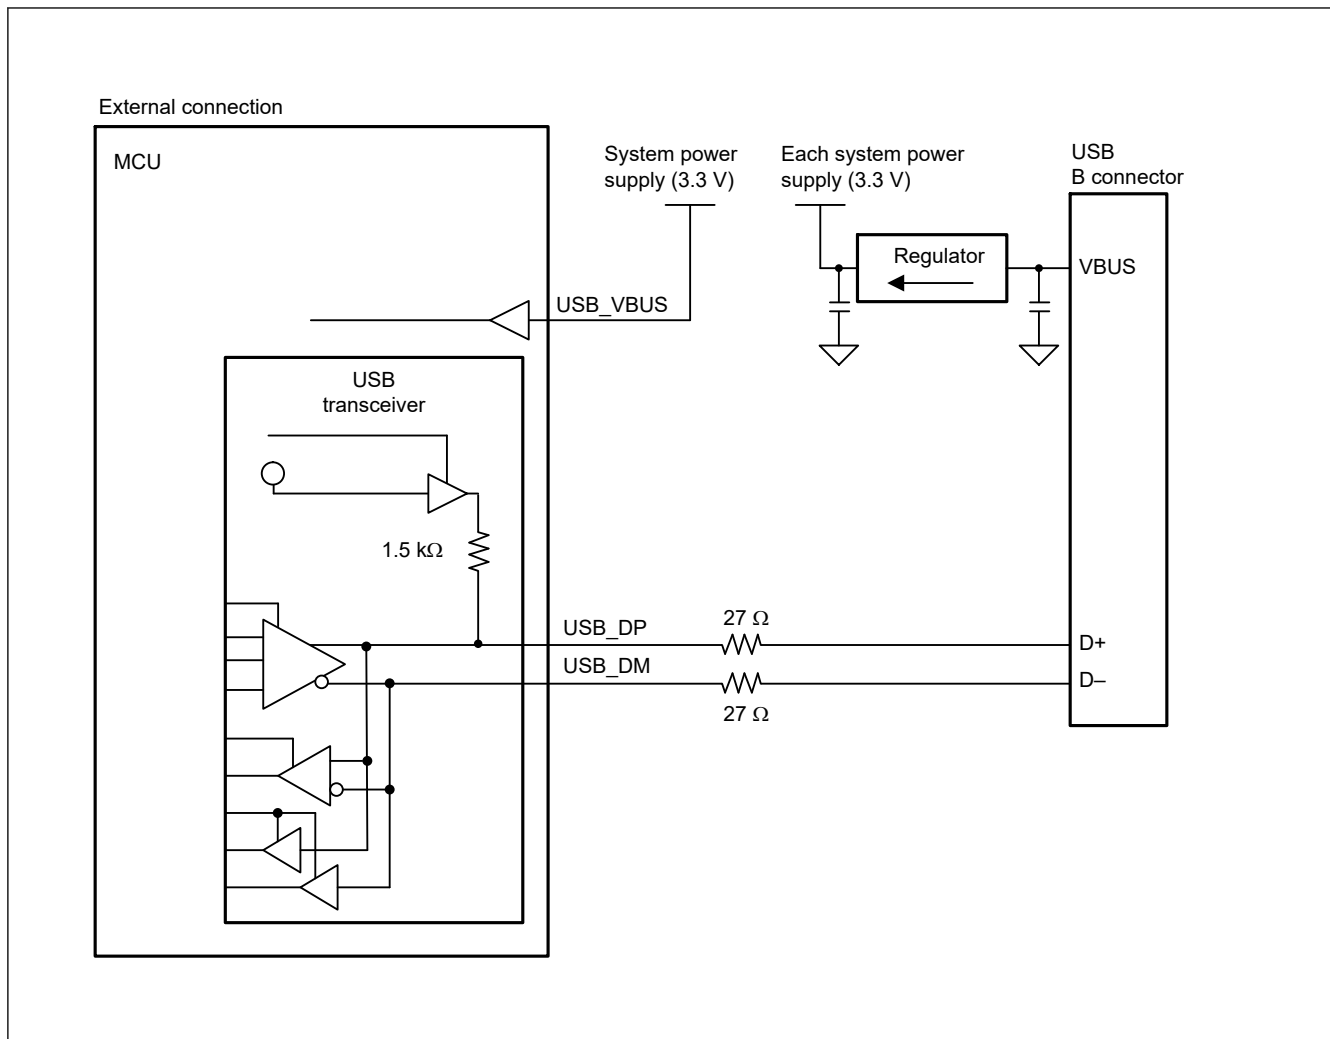 External connection
MCU
System power
supply (3.3 V)
Each system power
supply (3.3 V)
USB
B connector
Regulator
VBUS
USB_VBUS
USB
transceiver
1.5 kΩ
USB_DP
27 Ω
D+
USB_DM
27 Ω
D–